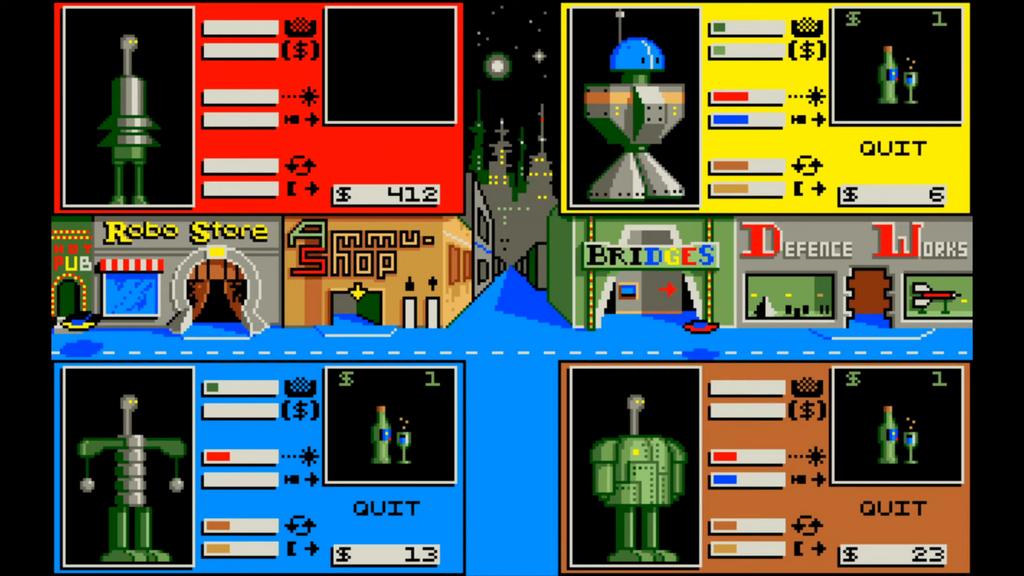 $ 1
($)
($)
QUIT
$ 412
$ 6
HOT
PUB
ROBO STORE
AMMU-
SHOP
BRIDGES
DEFENCE WORKS
$ 1
$ 1
($)
($)
QUIT
QUIT
$ 13
$ 23